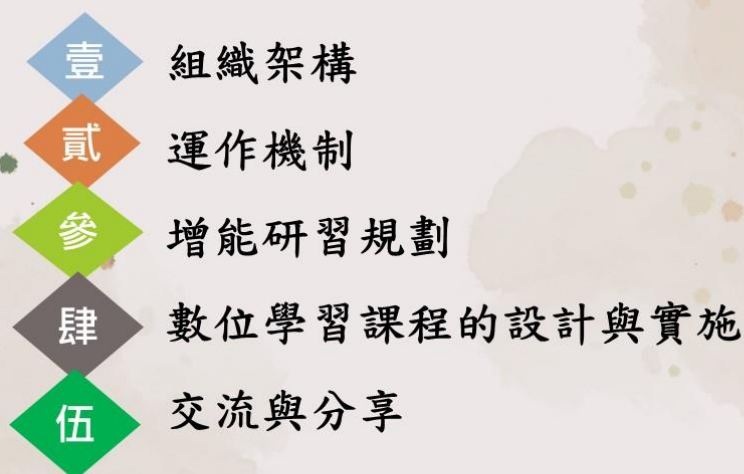 壹 組織架構
貳 運作機制
參 增能研習規劃
肆 數位學習課程的設計與實施
伍 交流與分享